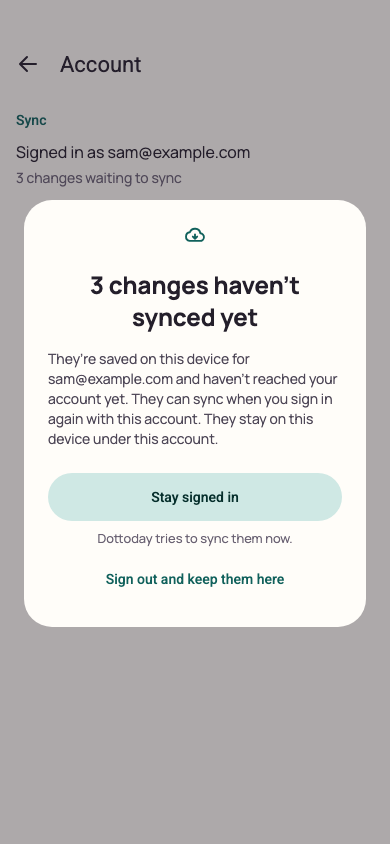 Account
Sync
Signed in as sam@example.com
3 changes waiting to sync
3 changes haven't
synced yet
They're saved on this device for
sam@example.com and haven't reached your
account yet. They can sync when you sign in
again with this account. They stay on this
device under this account.
Stay signed in
Dottoday tries to sync them now.
Sign out and keep them here